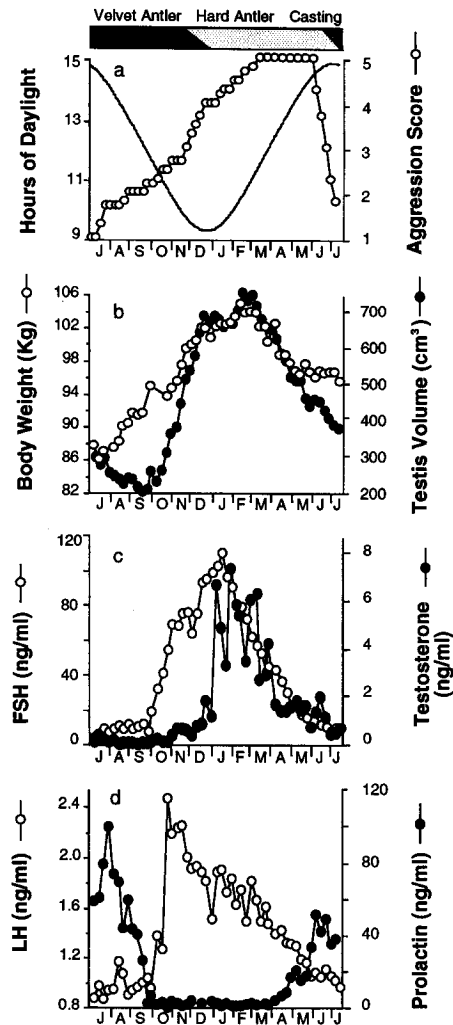 Velvet Antler Hard Antler Casting
a
Hours of Daylight
15
13
11
9
5
4
3
2
1
Aggression Score
J A S O N D J F M A M J J
b
Body Weight (Kg)
106
102
98
94
90
86
82
700
600
500
400
300
200
Testis Volume (cm³)
J A S O N D J F M A M J J
c
FSH (ng/ml)
120
80
40
0
8
6
4
2
0
Testosterone
(ng/ml)
J A S O N D J F M A M J J
d
LH (ng/ml)
2.4
2.0
1.6
1.2
0.8
120
80
40
0
Prolactin (ng/ml)
J A S O N D J F M A M J J